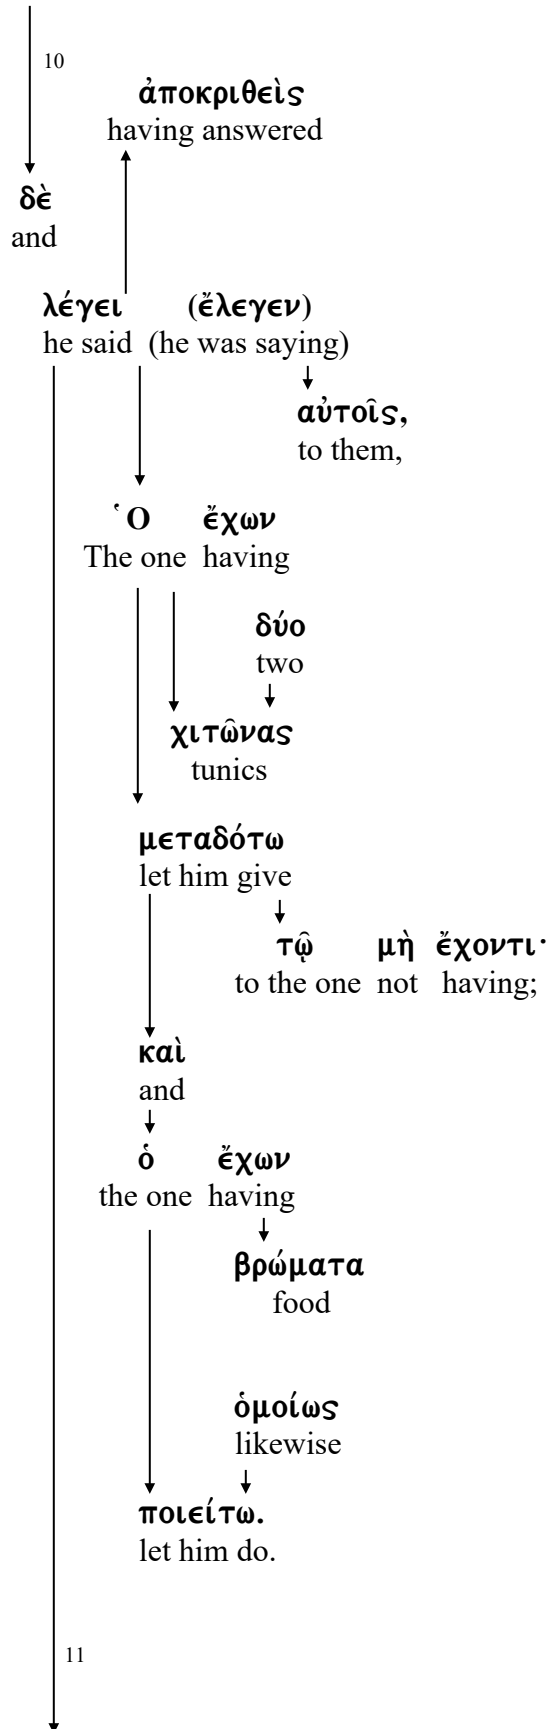 10
ἀποκριθεὶς
having answered
δὲ
and
λέγει (ἔλεγεν)
he said (he was saying)
αὐτοῖς,
to them,
Ὁ ἔχων
The one having
δύο
two
χιτῶνας
tunics
μεταδότω
let him give
τῷ μὴ ἔχοντι·
to the one not having;
καὶ
and
ὁ ἔχων
the one having
βρώματα
food
ὁμοίως
likewise
ποιείτω.
let him do.
11